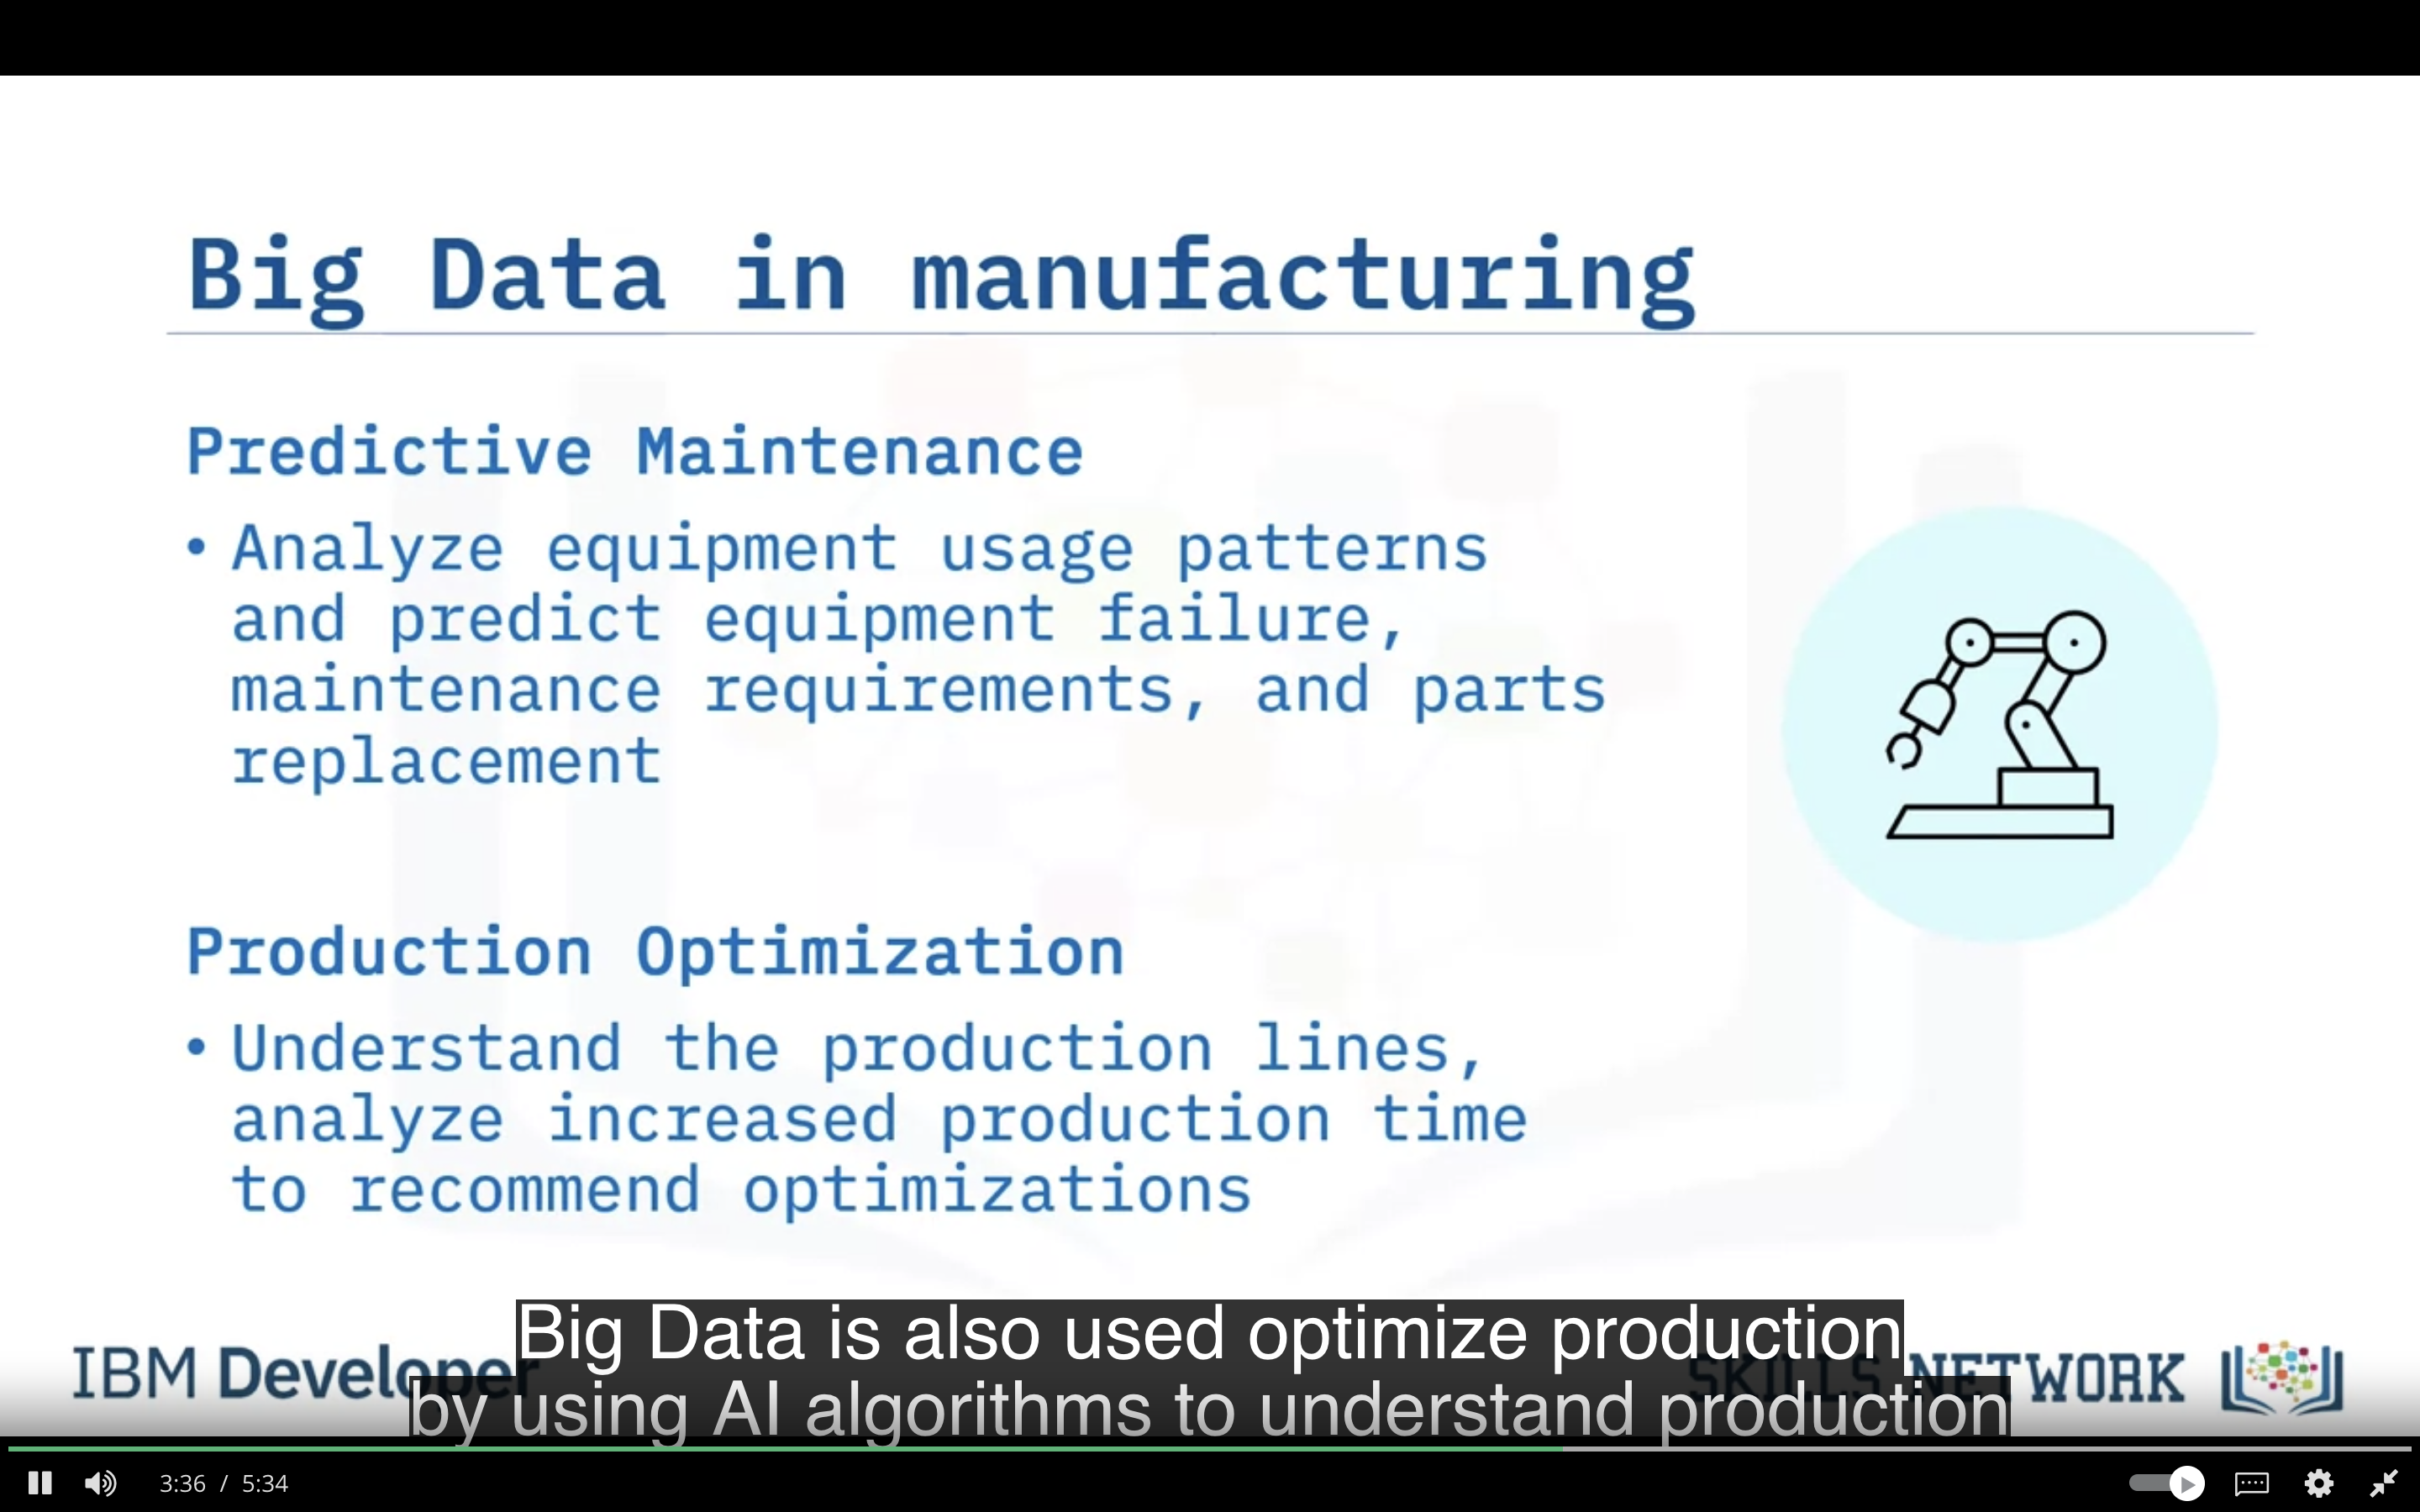 Big Data in manufacturing
Predictive Maintenance
• Analyze equipment usage patterns
and predict equipment failure,
maintenance requirements, and parts
replacement
Production Optimization
• Understand the production lines,
analyze increased production time
to recommend optimizations
Big Data is also used optimize production
by using AI algorithms to understand production
IBM Developer
SKILLS NETWORK
3:36 / 5:34